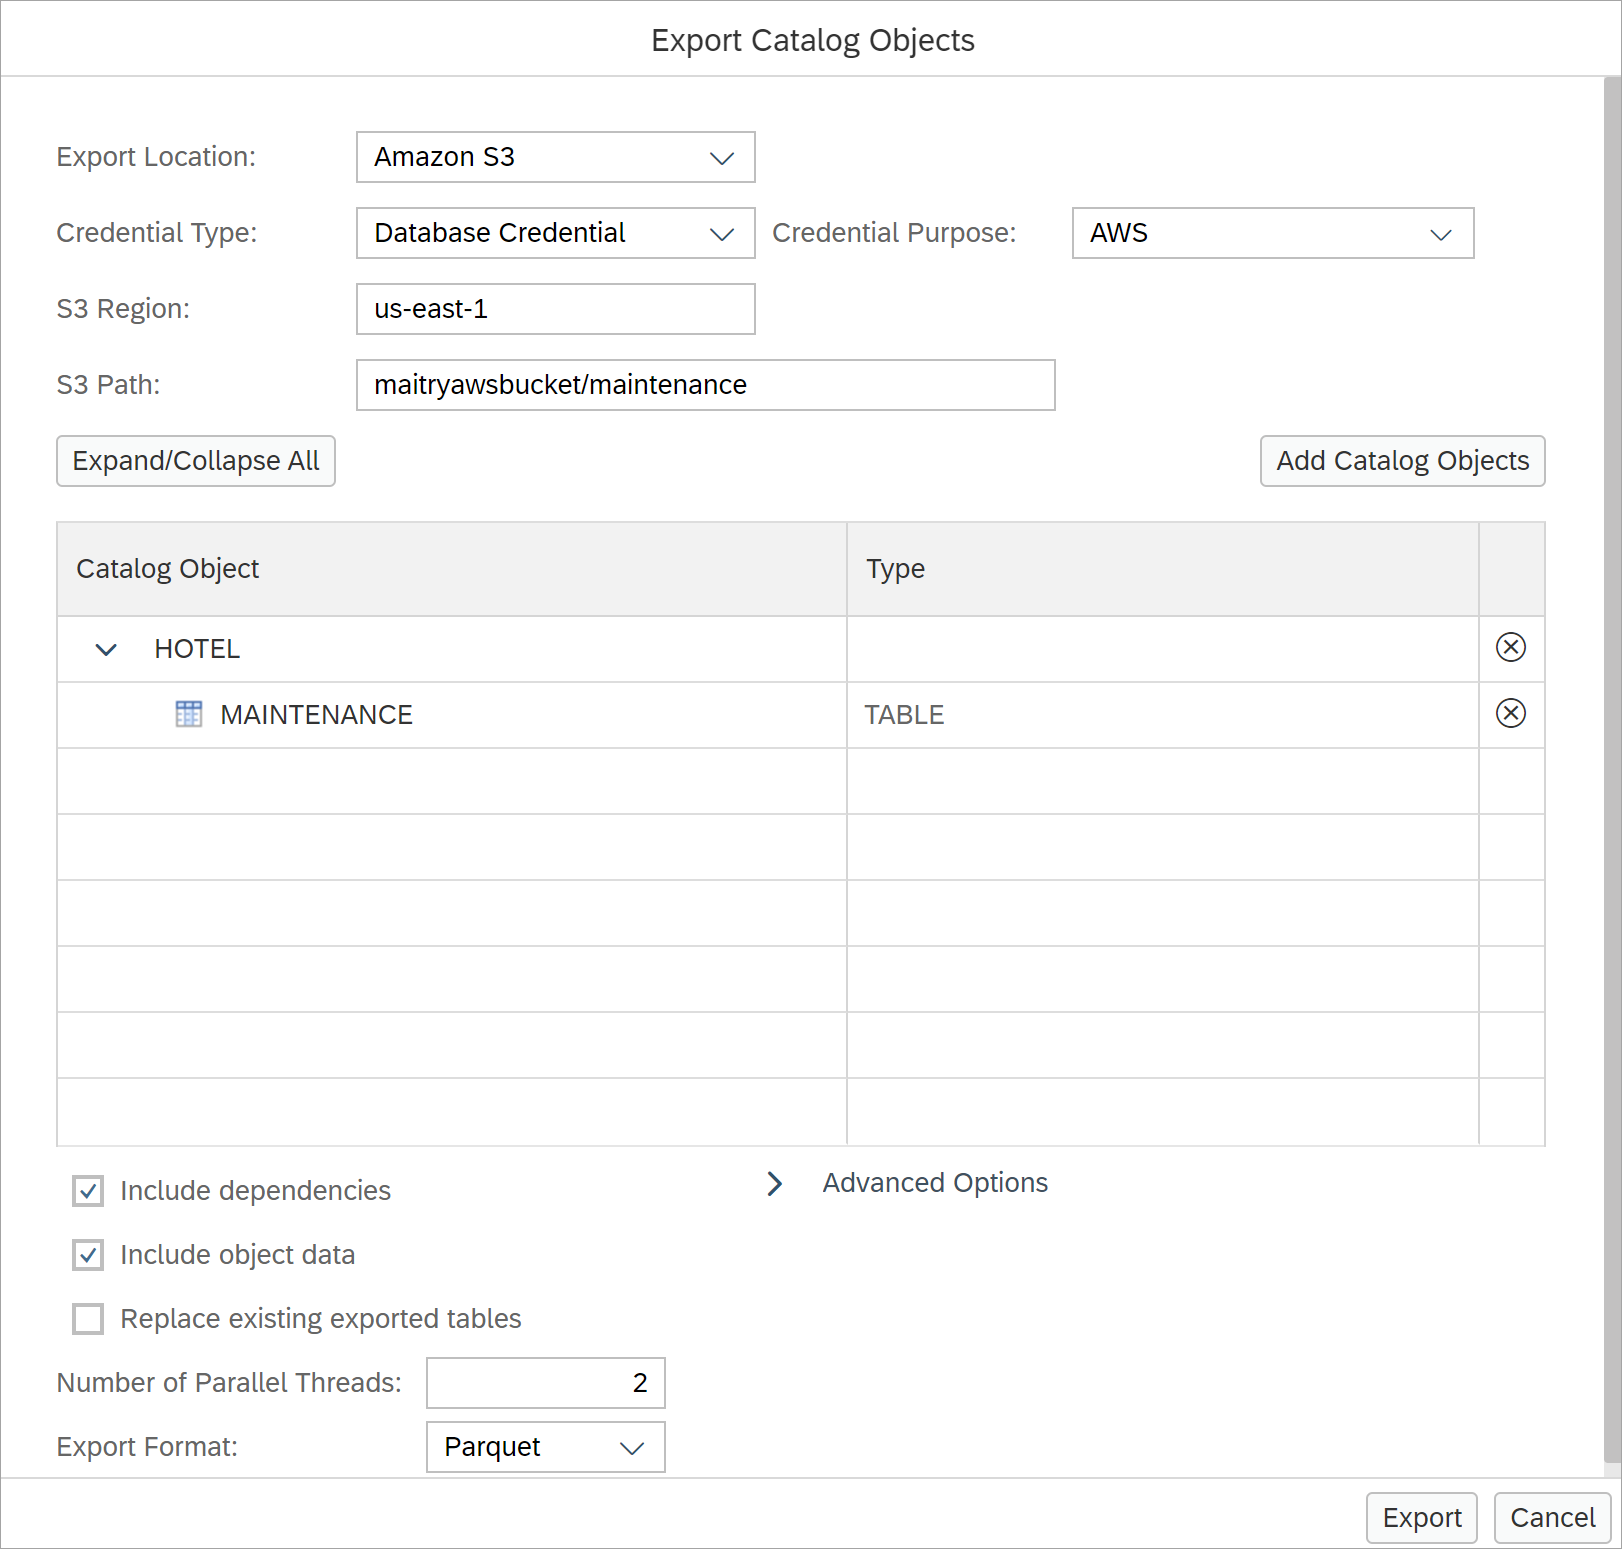 Export Catalog Objects
Export Location: Amazon S3
Credential Type: Database Credential Credential Purpose: AWS
S3 Region: us-east-1
S3 Path: maitryawsbucket/maintenance
Expand/Collapse All Add Catalog Objects
Catalog Object Type
HOTEL
MAINTENANCE TABLE
Include dependencies Advanced Options
Include object data
Replace existing exported tables
Number of Parallel Threads: 2
Export Format: Parquet
Export Cancel